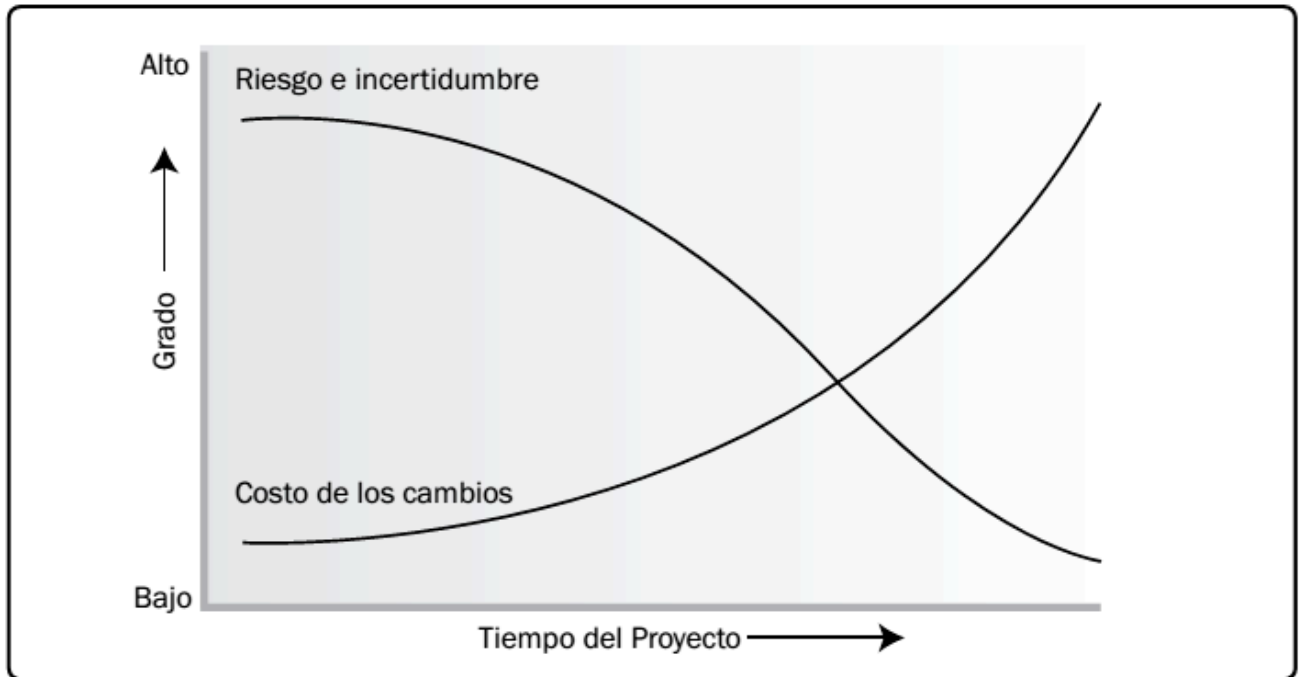 Alto
Riesgo e incertidumbre
Grado
Costo de los cambios
Bajo
Tiempo del Proyecto